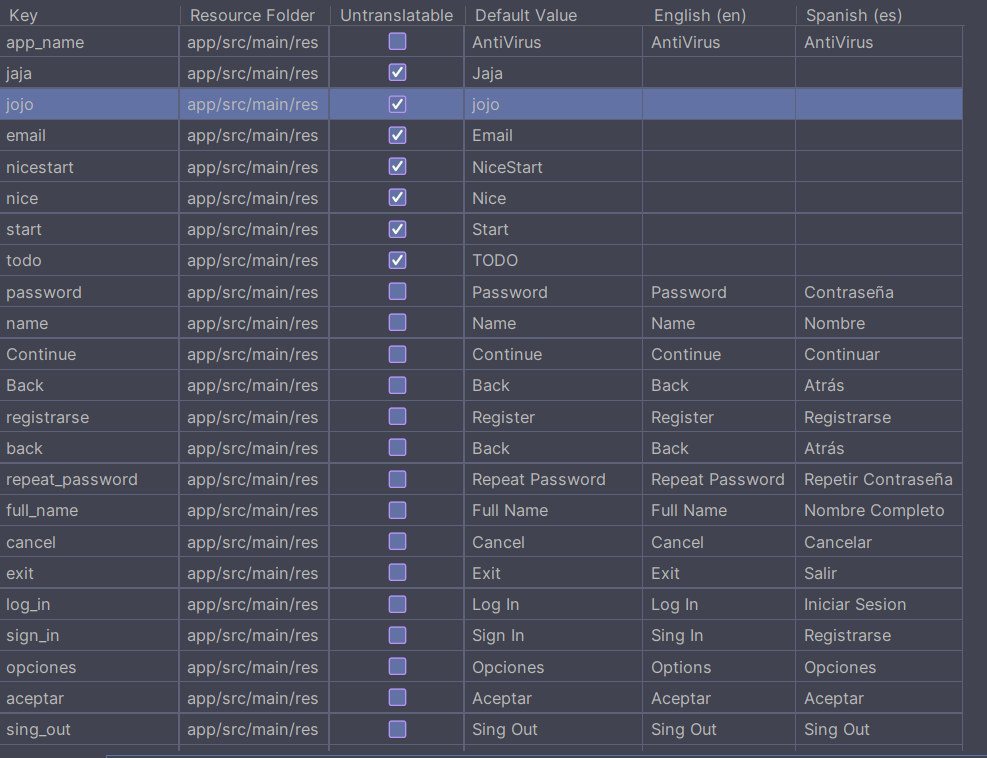 Key Resource Folder Untranslatable Default Value English (en) Spanish (es)
app_name app/src/main/res AntiVirus AntiVirus AntiVirus
jaja app/src/main/res Jaja
jojo app/src/main/res jojo
email app/src/main/res Email
nicestart app/src/main/res NiceStart
nice app/src/main/res Nice
start app/src/main/res Start
todo app/src/main/res TODO
password app/src/main/res Password Password Contraseña
name app/src/main/res Name Name Nombre
Continue app/src/main/res Continue Continue Continuar
Back app/src/main/res Back Back Atrás
registrarse app/src/main/res Register Register Registrarse
back app/src/main/res Back Back Atrás
repeat_password app/src/main/res Repeat Password Repeat Password Repetir Contraseña
full_name app/src/main/res Full Name Full Name Nombre Completo
cancel app/src/main/res Cancel Cancel Cancelar
exit app/src/main/res Exit Exit Salir
log_in app/src/main/res Log In Log In Iniciar Sesion
sign_in app/src/main/res Sign In Sing In Registrarse
opciones app/src/main/res Opciones Options Opciones
aceptar app/src/main/res Aceptar Aceptar Aceptar
sing_out app/src/main/res Sing Out Sing Out Sing Out